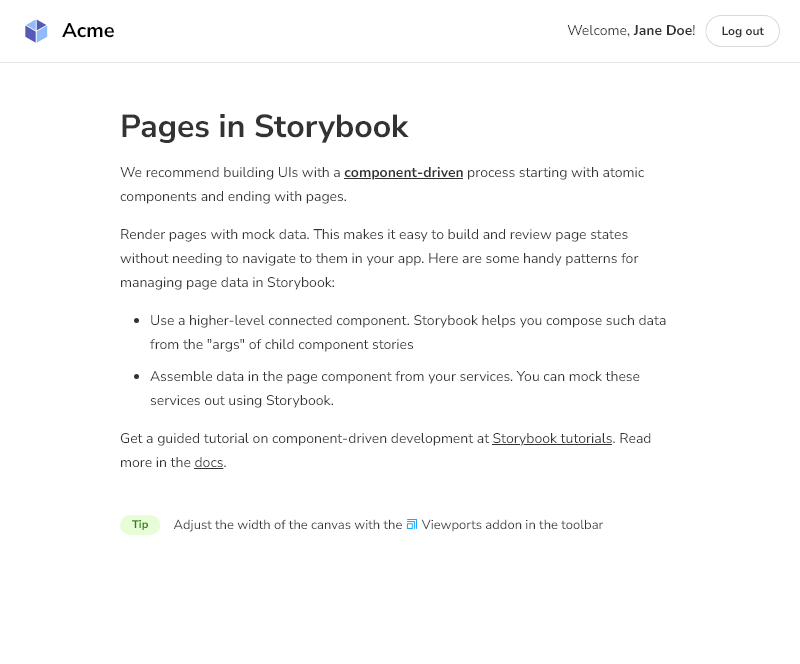 Acme
Welcome, Jane Doe!
Log out
Pages in Storybook
We recommend building UIs with a component-driven process starting with atomic
components and ending with pages.
Render pages with mock data. This makes it easy to build and review page states
without needing to navigate to them in your app. Here are some handy patterns for
managing page data in Storybook:
Use a higher-level connected component. Storybook helps you compose such data
from the "args" of child component stories
Assemble data in the page component from your services. You can mock these
services out using Storybook.
Get a guided tutorial on component-driven development at Storybook tutorials. Read
more in the docs.
Tip Adjust the width of the canvas with the Viewports addon in the toolbar